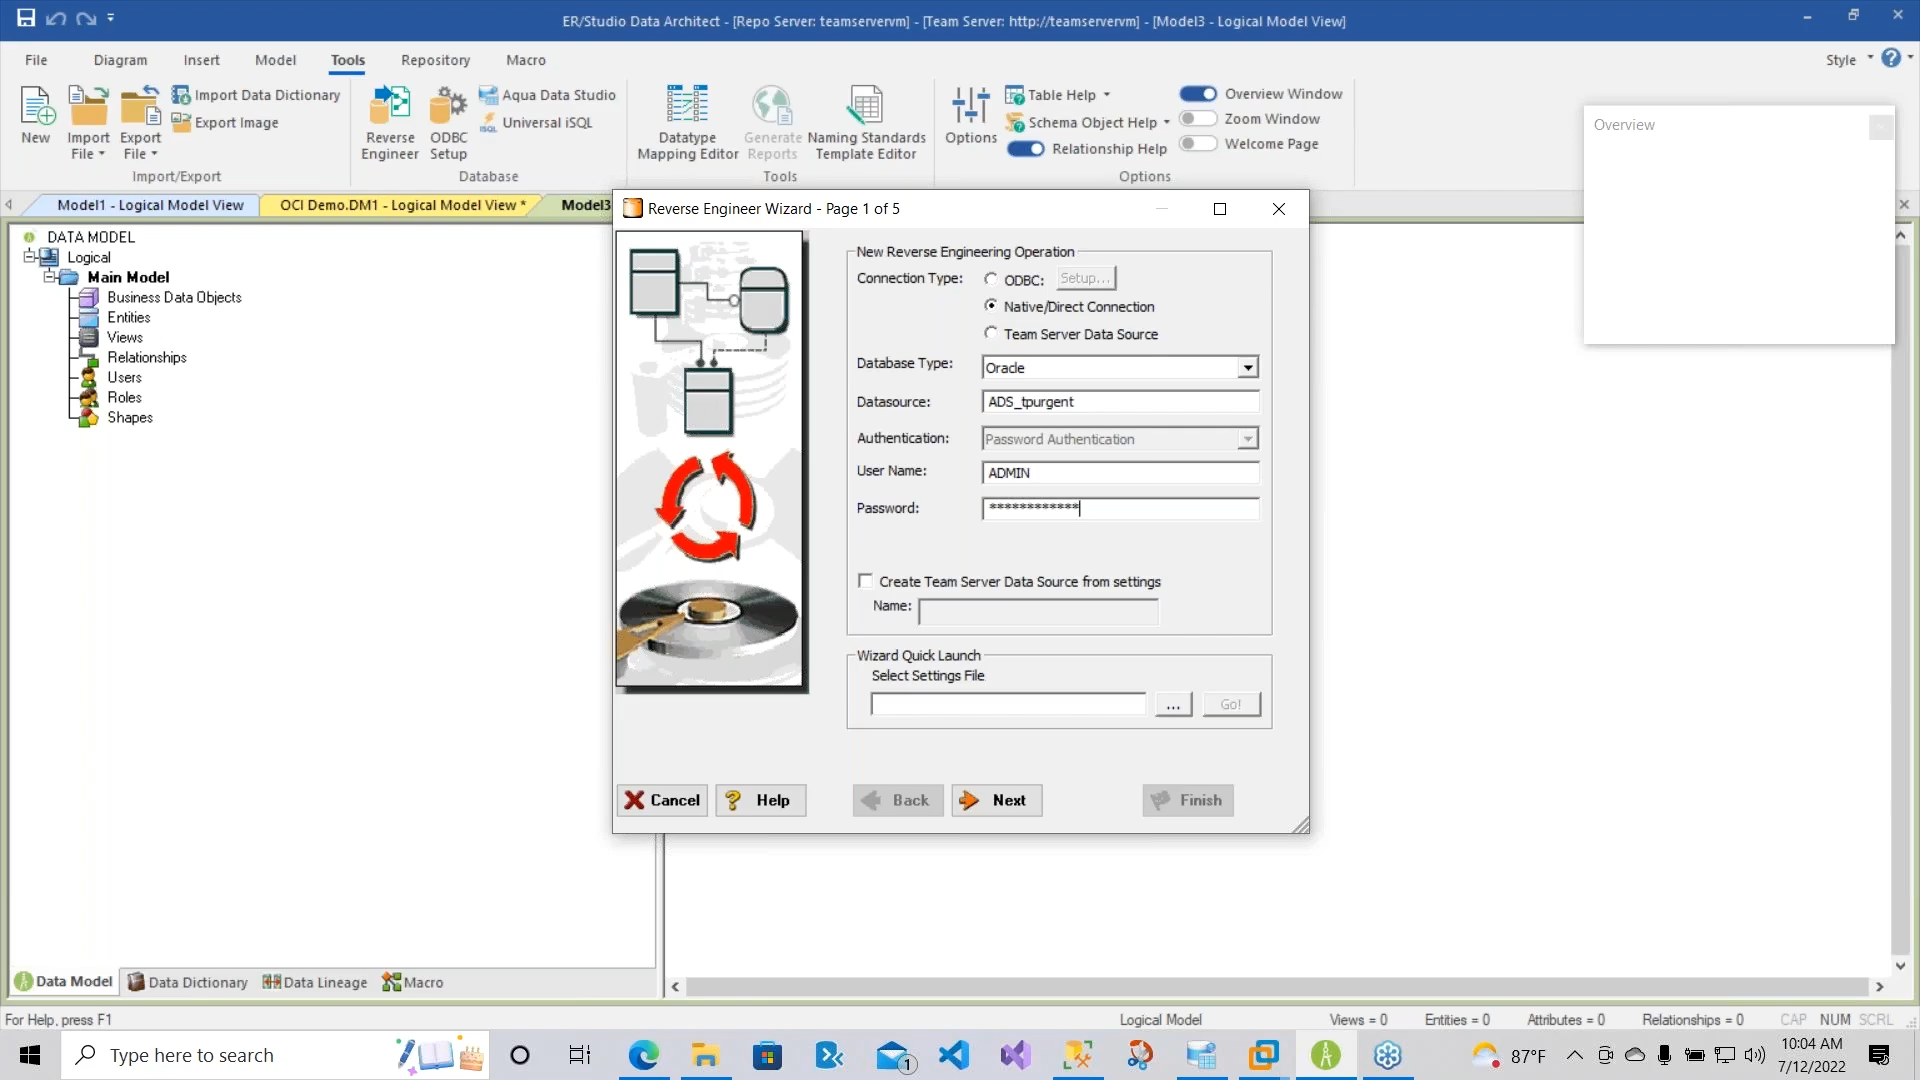 ER/Studio Data Architect - [Repo Server: teamservervm] - [Team Server: http://teamservervm] - [Model3 - Logical Model View]
File Diagram Insert Model Tools Repository Macro Style
New
Import File
Export File
Import Data Dictionary
Export Image
Import/Export
Reverse Engineer
ODBC Setup
Aqua Data Studio
Universal iSQL
Database
Datatype Mapping Editor
Generate Reports
Naming Standards Template Editor
Tools
Options
Table Help
Schema Object Help
Relationship Help
Overview Window
Zoom Window
Welcome Page
Options
Overview
Model1 - Logical Model View
OCI Demo.DM1 - Logical Model View *
Model3
DATA MODEL
Logical
Main Model
Business Data Objects
Entities
Views
Relationships
Users
Roles
Shapes
Reverse Engineer Wizard - Page 1 of 5
New Reverse Engineering Operation
Connection Type: ODBC: Setup...
Native/Direct Connection
Team Server Data Source
Database Type: Oracle
Datasource: ADS_tpurgent
Authentication: Password Authentication
User Name: ADMIN
Password: ************
Create Team Server Data Source from settings
Name:
Wizard Quick Launch
Select Settings File
... Go!
Cancel Help Back Next Finish
Data Model Data Dictionary Data Lineage Macro
For Help, press F1 Logical Model Views = 0 Entities = 0 Attributes = 0 Relationships = 0 CAP NUM SCRL
Type here to search
1
87°F
10:04 AM
7/12/2022